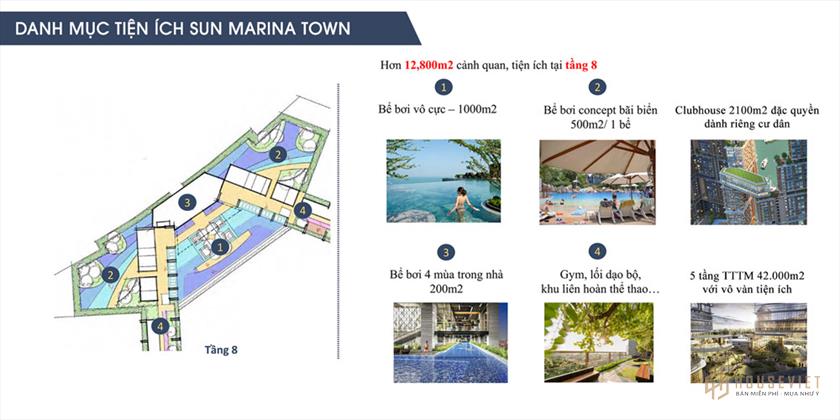 DANH MỤC TIỆN ÍCH SUN MARINA TOWN
Hơn 12,800m2 cảnh quan, tiện ích tại tầng 8
1
Bể bơi vô cực – 1000m2
2
Bể bơi concept bãi biển
500m2/ 1 bể
Clubhouse 2100m2 đặc quyền
dành riêng cư dân
3
Bể bơi 4 mùa trong nhà
200m2
4
Gym, lối dạo bộ,
khu liên hoàn thể thao…
5 tầng TTTM 42.000m2
với vô vàn tiện ích
2
3
4
1
2
4
Tầng 8
HOUSEVIET
BÁN MIỄN PHÍ | MUA NHƯ Ý